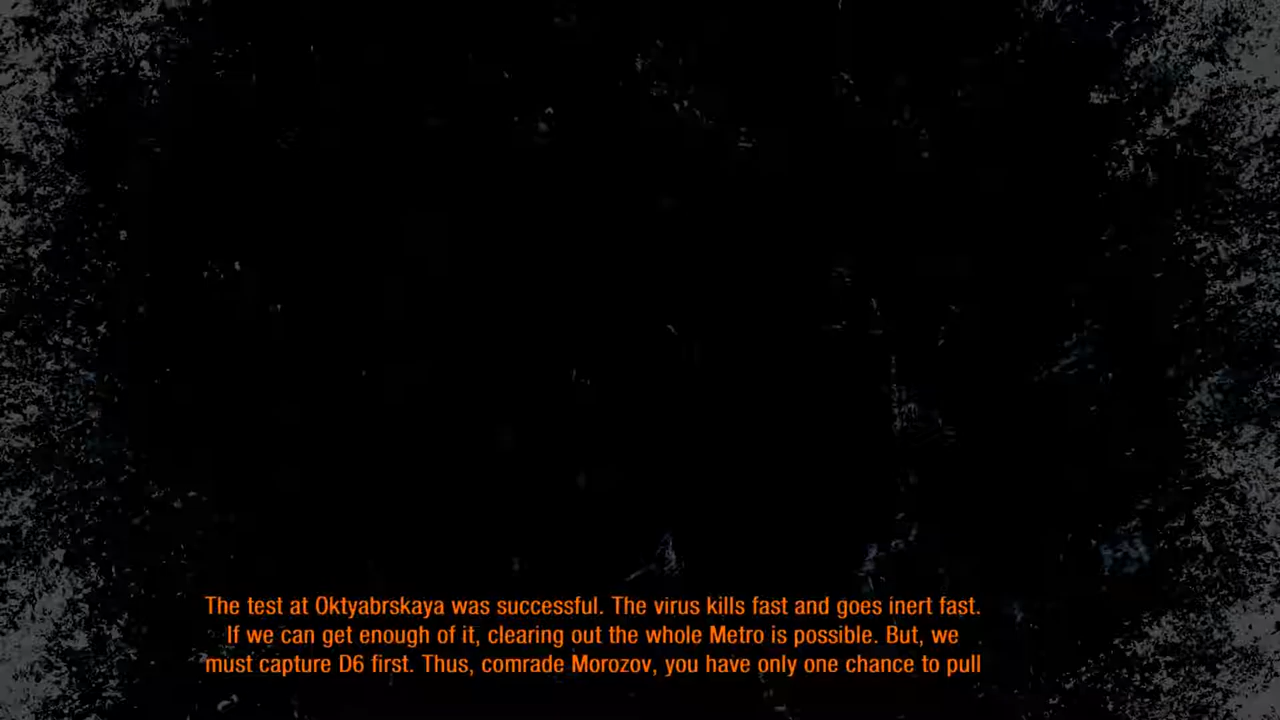 The test at Oktyabrskaya was successful. The virus kills fast and goes inert fast.
If we can get enough of it, clearing out the whole Metro is possible. But, we
must capture D6 first. Thus, comrade Morozov, you have only one chance to pull